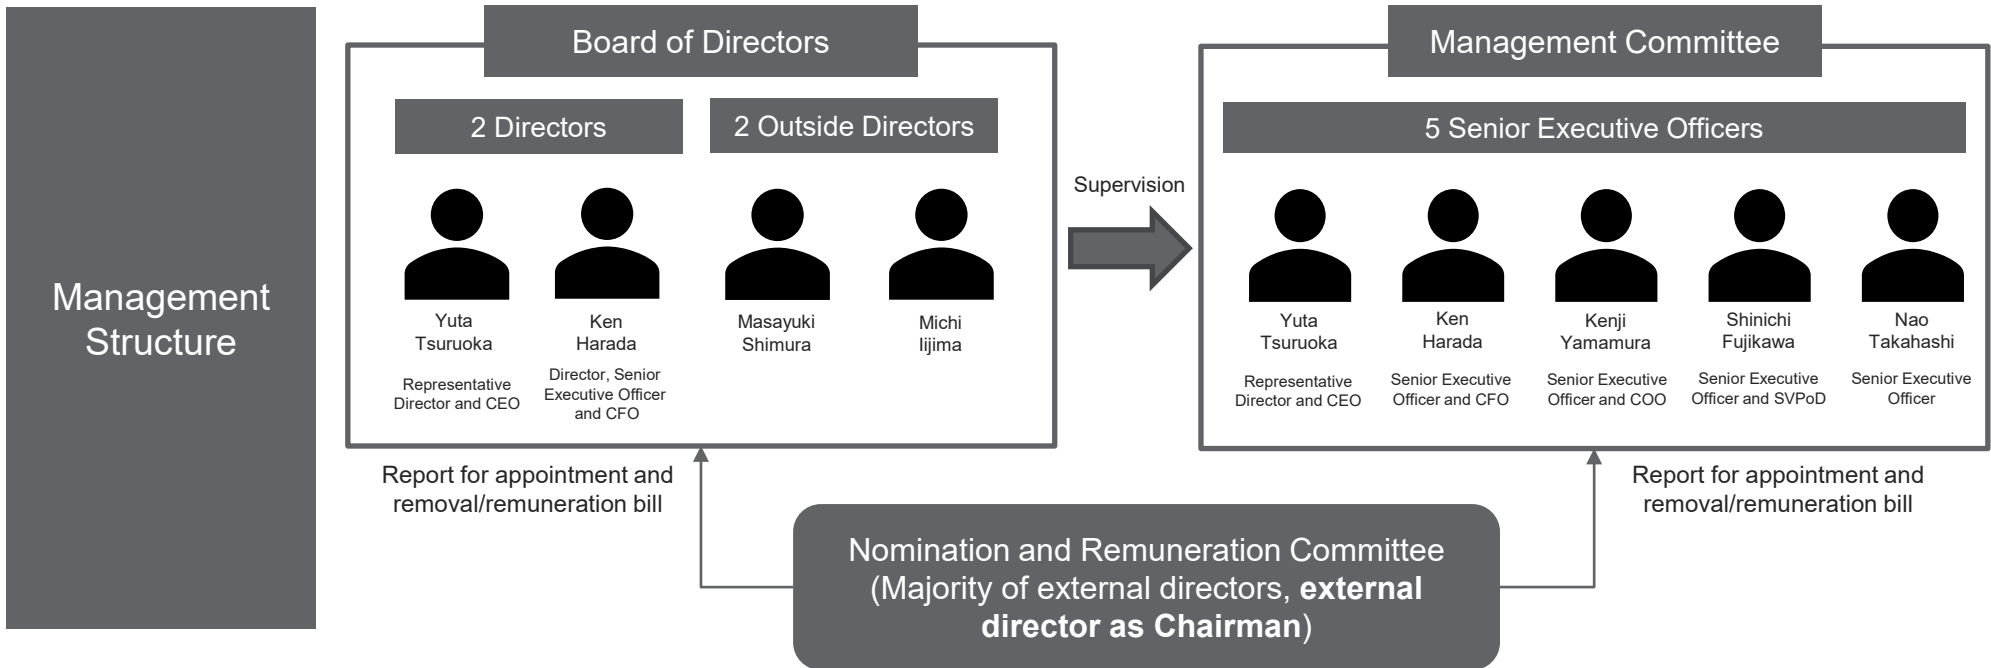 Management
Structure
Board of Directors
2 Directors
2 Outside Directors
Yuta
Tsuruoka
Representative
Director and CEO
Ken
Harada
Director, Senior
Executive Officer
and CFO
Masayuki
Shimura
Michi
Iijima
Supervision
Management Committee
5 Senior Executive Officers
Yuta
Tsuruoka
Representative
Director and CEO
Ken
Harada
Senior Executive
Officer and CFO
Kenji
Yamamura
Senior Executive
Officer and COO
Shinichi
Fujikawa
Senior Executive
Officer and SVPoD
Nao
Takahashi
Senior Executive
Officer
Report for appointment and
removal/remuneration bill
Report for appointment and
removal/remuneration bill
Nomination and Remuneration Committee
(Majority of external directors, external
director as Chairman)